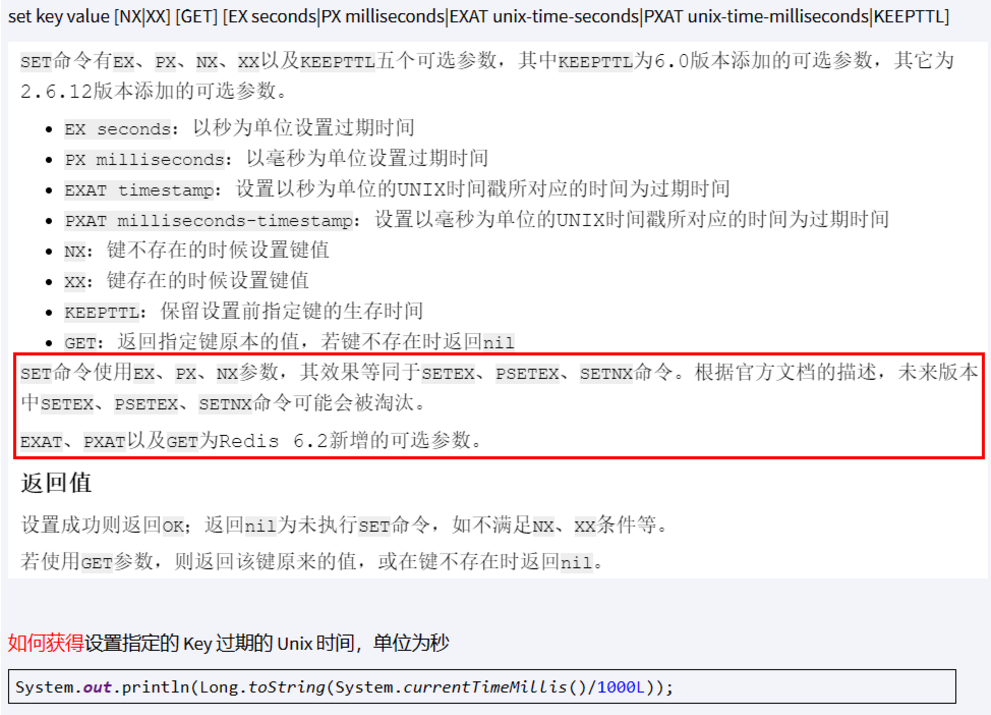 set key value [NX|XX] [GET] [EX seconds|PX milliseconds|EXAT unix-time-seconds|PXAT unix-time-milliseconds|KEEPTTL]
SET命令有EX、PX、NX、XX以及KEEPTTL五个可选参数，其中KEEPTTL为6.0版本添加的可选参数，其它为
2.6.12版本添加的可选参数。
• EX seconds：以秒为单位设置过期时间
• PX milliseconds：以毫秒为单位设置过期时间
• EXAT timestamp：设置以秒为单位的UNIX时间戳所对应的时间为过期时间
• PXAT milliseconds-timestamp：设置以毫秒为单位的UNIX时间戳所对应的时间为过期时间
• NX：键不存在的时候设置键值
• XX：键存在的时候设置键值
• KEEPTTL：保留设置前指定键的生存时间
• GET：返回指定键原本的值，若键不存在时返回nil
SET命令使用EX、PX、NX参数，其效果等同于SETEX、PSETEX、SETNX命令。根据官方文档的描述，未来版本
中SETEX、PSETEX、SETNX命令可能会被淘汰。
EXAT、PXAT以及GET为Redis 6.2新增的可选参数。
返回值
设置成功则返回OK；返回nil为未执行SET命令，如不满足NX、XX条件等。
若使用GET参数，则返回该键原来的值，或在键不存在时返回nil。
如何获得设置指定的 Key 过期的 Unix 时间，单位为秒
System.out.println(Long.toString(System.currentTimeMillis()/1000L));